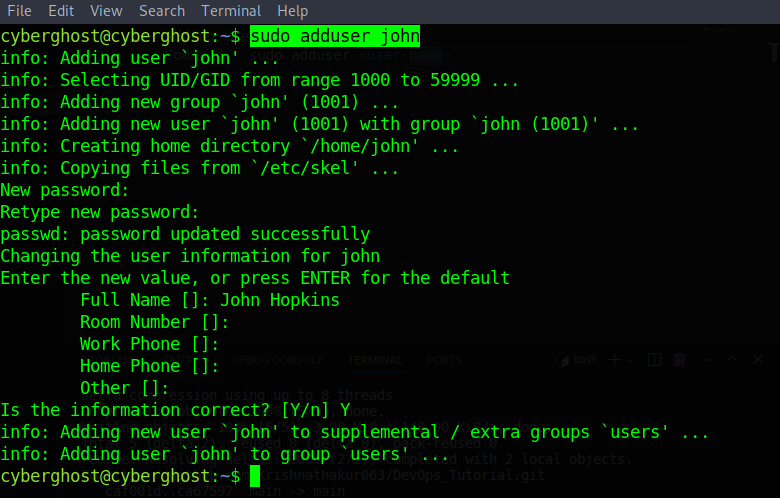 File Edit View Search Terminal Help
cyberghost@cyberghost:~$ sudo adduser john
info: Adding user `john' ...
info: Selecting UID/GID from range 1000 to 59999 ...
info: Adding new group `john' (1001) ...
info: Adding new user `john' (1001) with group `john (1001)' ...
info: Creating home directory `/home/john' ...
info: Copying files from `/etc/skel' ...
New password:
Retype new password:
passwd: password updated successfully
Changing the user information for john
Enter the new value, or press ENTER for the default
Full Name []: John Hopkins
Room Number []:
Work Phone []:
Home Phone []:
DEBUG CONSOLE TERMINAL PORTS bash
Other []:
Is the information correct? [Y/n] Y
info: Adding new user `john' to supplemental / extra groups `users' ...
info: Adding user `john' to group `users' ...
cyberghost@cyberghost:~$